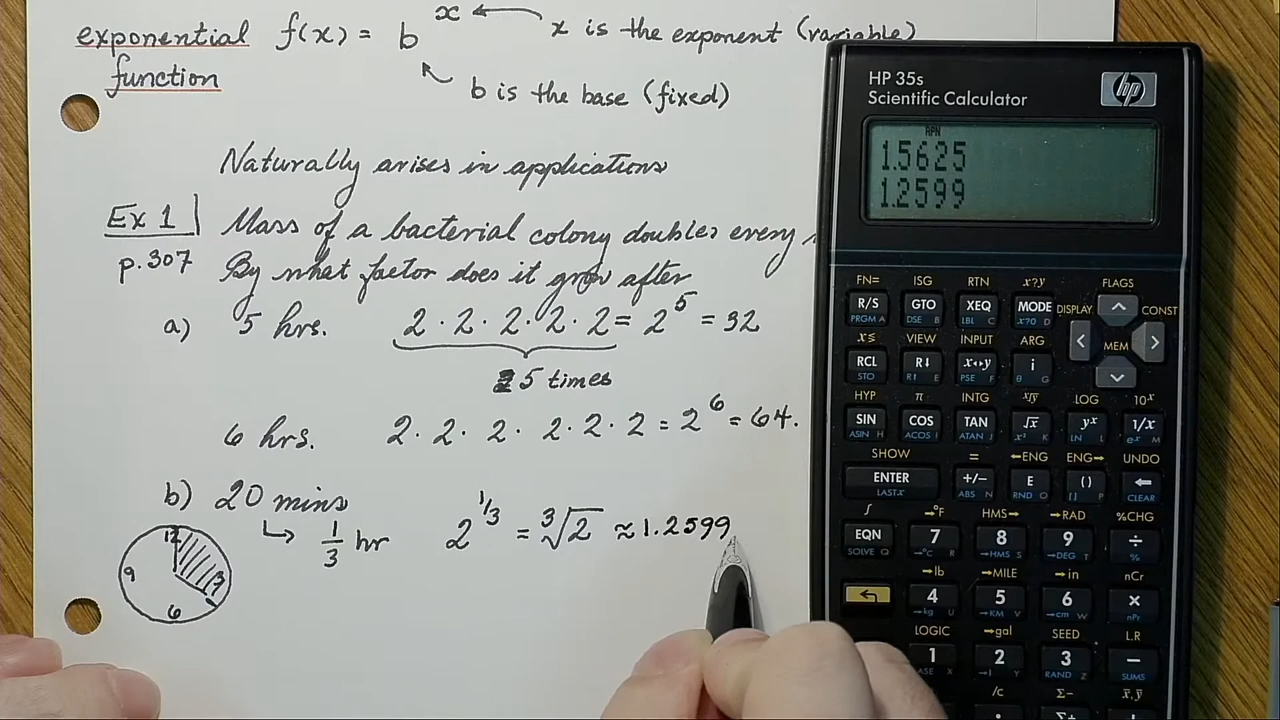 exponential f(x) = b^x x is the exponent (variable)
function
b is the base (fixed)
Naturally arises in applications
Ex 1 Mass of a bacterial colony doubles every
p.307 By what factor does it grow after
a) 5 hrs. 2 · 2 · 2 · 2 · 2 = 2^5 = 32
5 times
6 hrs. 2 · 2 · 2 · 2 · 2 · 2 = 2^6 = 64.
b) 20 mins
1/3 hr 2^1/3 = ∛2 ≈ 1.2599
12
3
6
9
HP 35s
Scientific Calculator
hp
RPN
1.5625
1.2599
FN= ISG RTN x?y FLAGS
R/S GTO XEQ MODE DISPLAY CONST
PRGM A DSE B LBL C x?0 D
x≤ VIEW INPUT ARG MEM
RCL R↓ x↔y i
STO R↑ E PSE F θ G
HYP π INTG ˣ√y LOG 10^x
SIN COS TAN √x y^x 1/x
ASIN H ACOS I ATAN J x² K LN L e^x M
SHOW = ←ENG ENG→ UNDO
ENTER +/− E () ←
LAST x ABS N RND O [] P CLEAR
∫ →°F HMS→ →RAD %CHG
EQN 7 8 9 ÷
SOLVE Q →°C R →HMS S →DEG T
→lb →MILE →in nCr
4 5 6 ×
→kg U →KM V →cm W nPr
LOGIC →gal SEED L.R
1 2 3 −
→l Y RAND Z SUMS
/c Σ− x̄,ȳ
Σ+